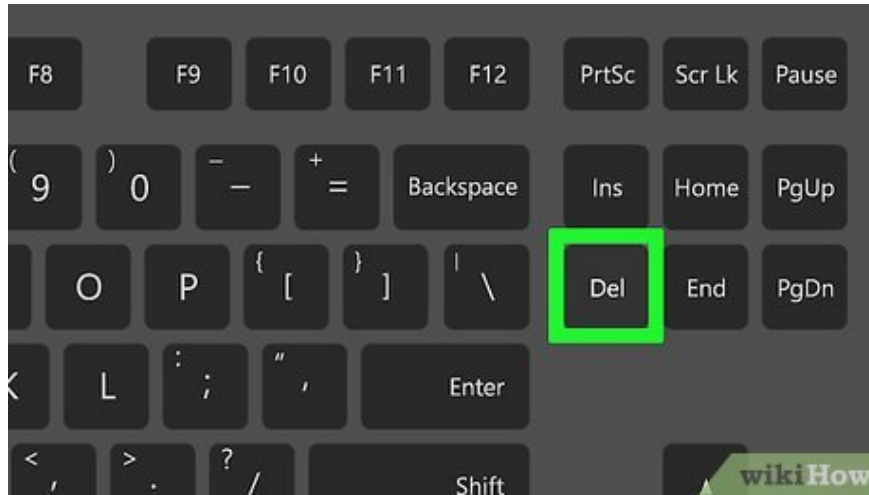 F8 F9 F10 F11 F12 PrtSc Scr Lk Pause
( 9 ) 0 _ – + = Backspace Ins Home PgUp
O P { [ } ] | \ Del End PgDn
K L : ; " ' Enter
< , > . ? / Shift
wikiHow